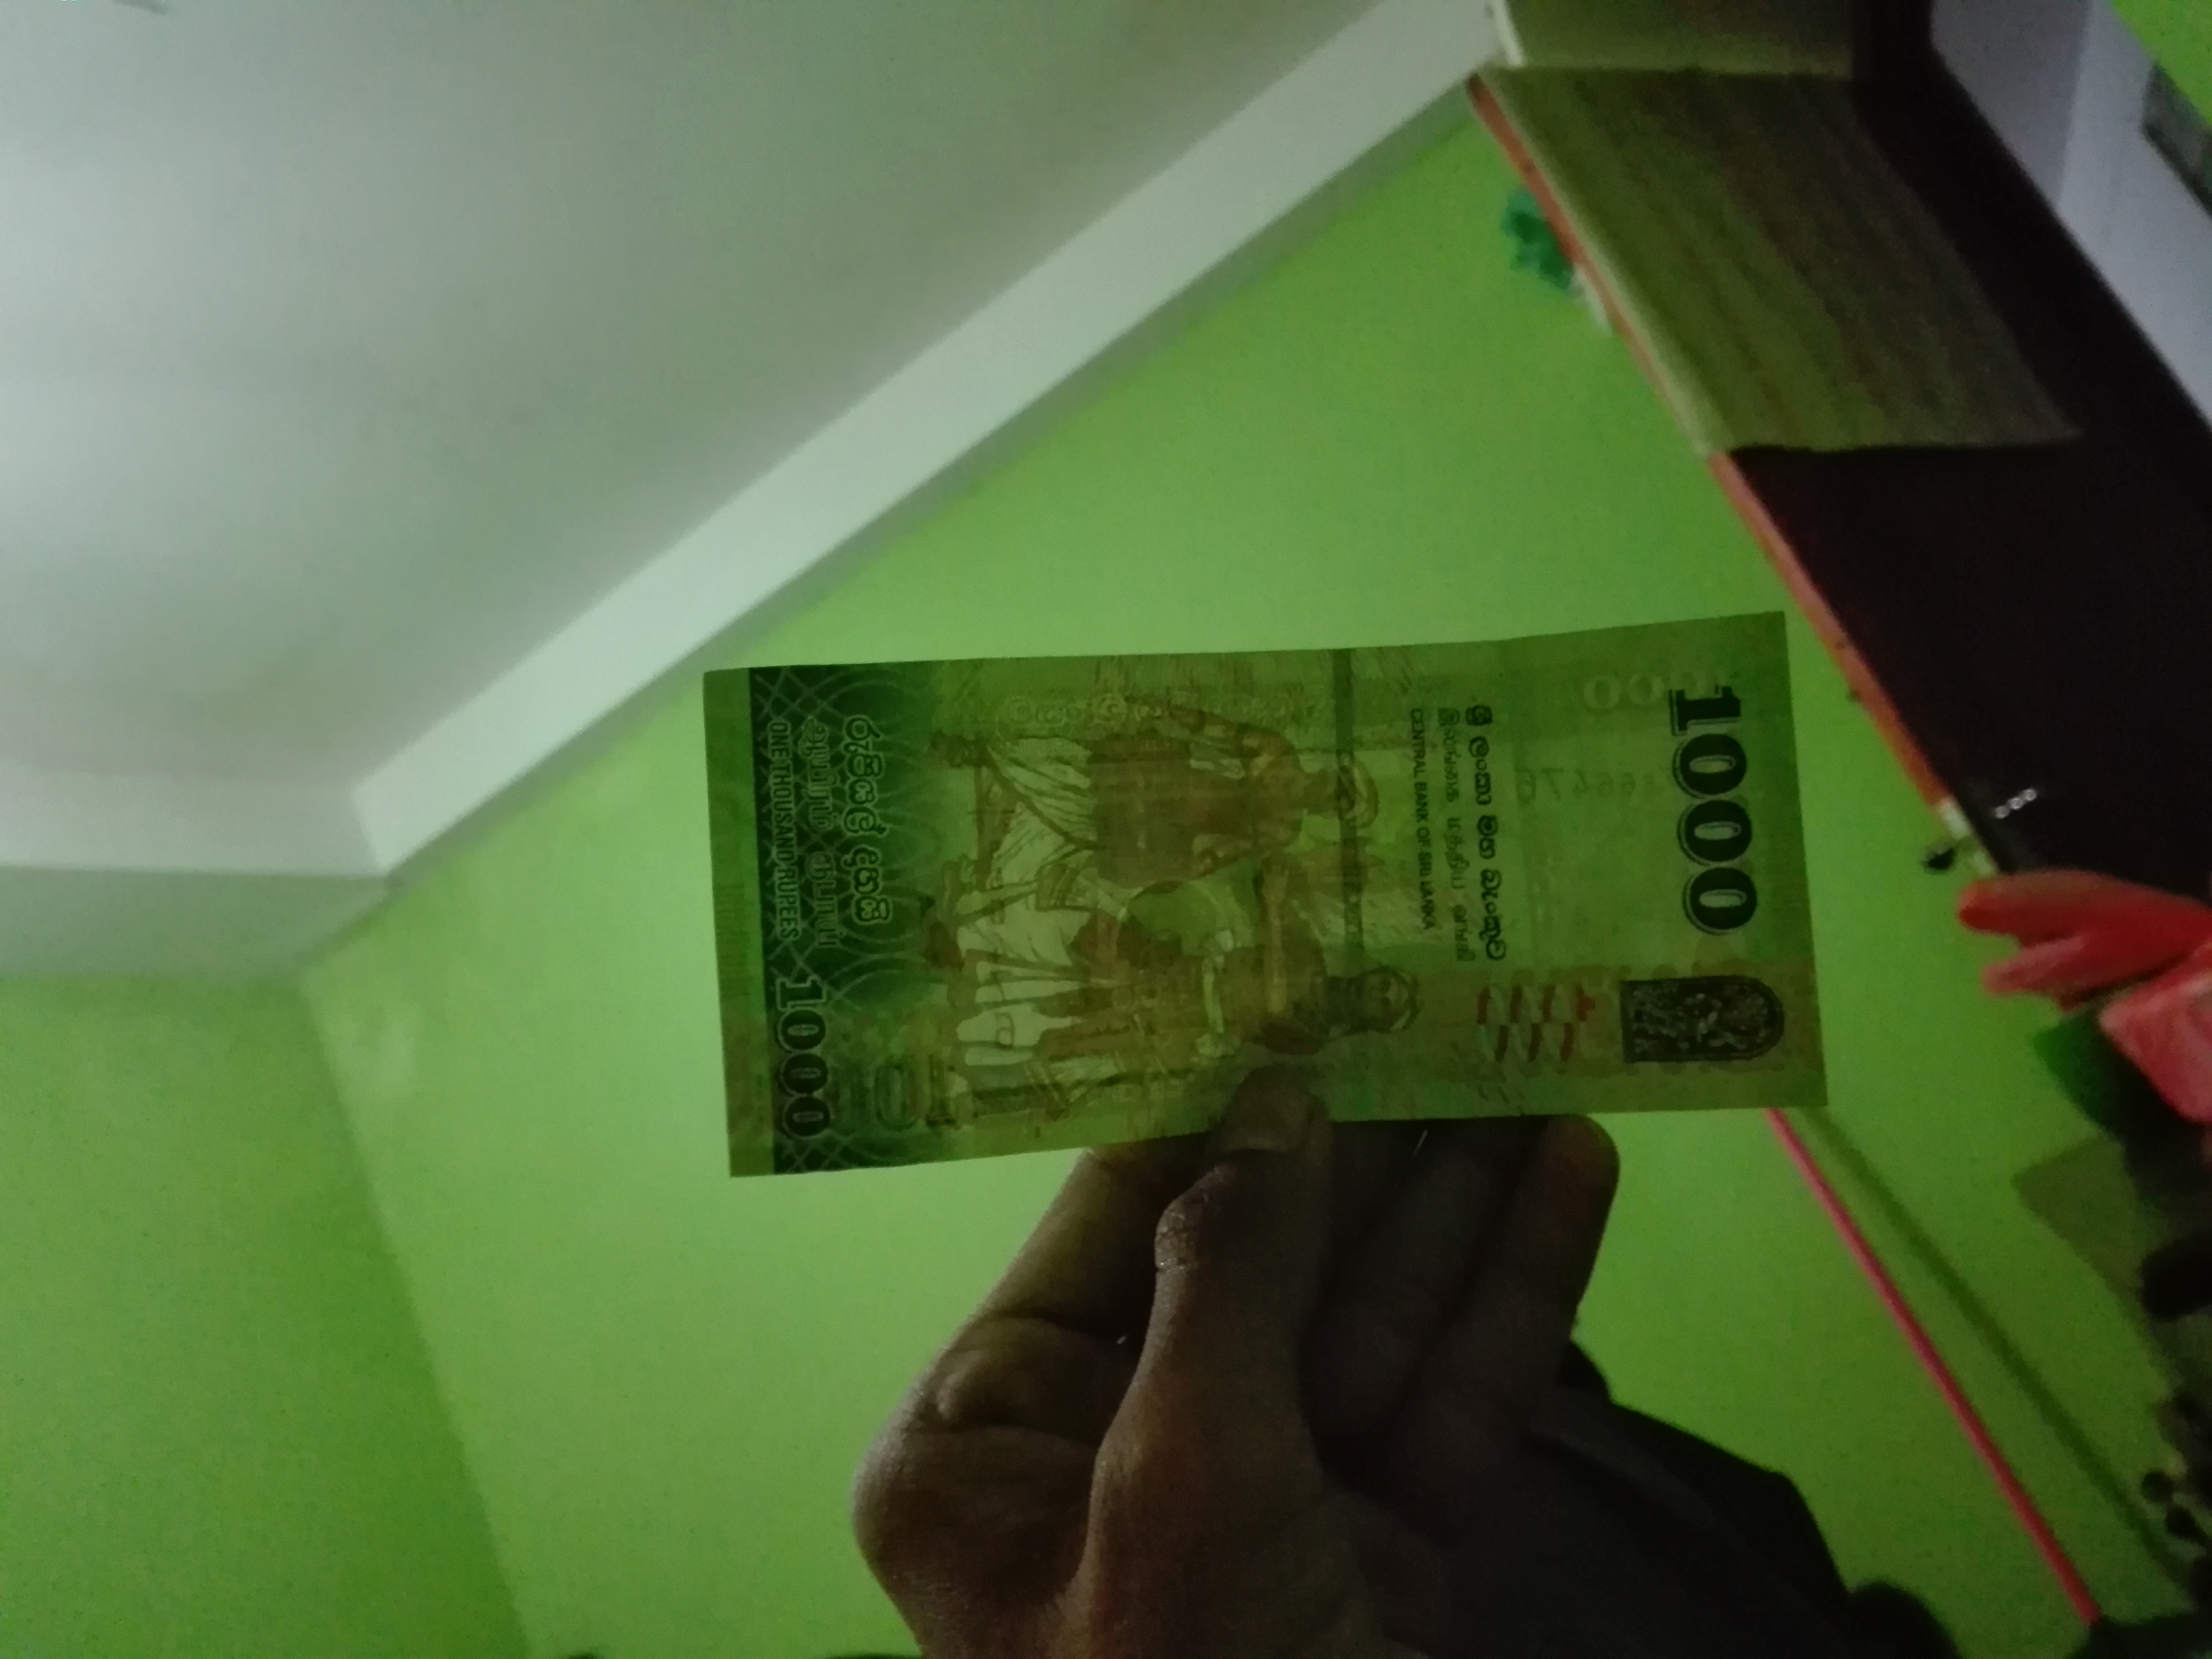 1000
ශ්‍රී ලංකා මහ බැංකුව
இலங்கை மத்திய வங்கி
CENTRAL BANK OF SRI LANKA
රුපියල් දහසයි
ஆயிரம் ரூபாய்
ONE THOUSAND RUPEES
1000